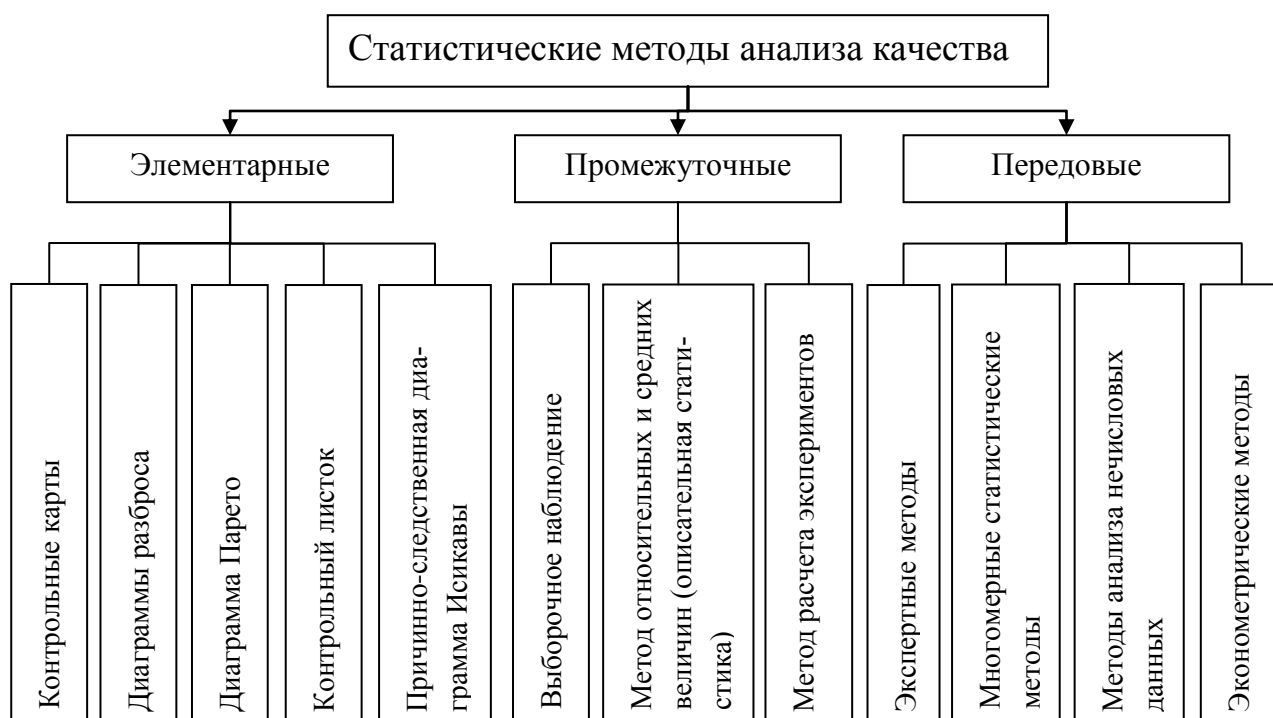 Статистические методы анализа качества
Элементарные
Промежуточные
Передовые
Контрольные карты
Диаграммы разброса
Диаграмма Парето
Контрольный листок
Причинно-следственная диа-
грамма Исикавы
Выборочное наблюдение
Метод относительных и средних
величин (описательная стати-
стика)
Метод расчета экспериментов
Экспертные методы
Многомерные статистические
методы
Методы анализа нечисловых
данных
Эконометрические методы